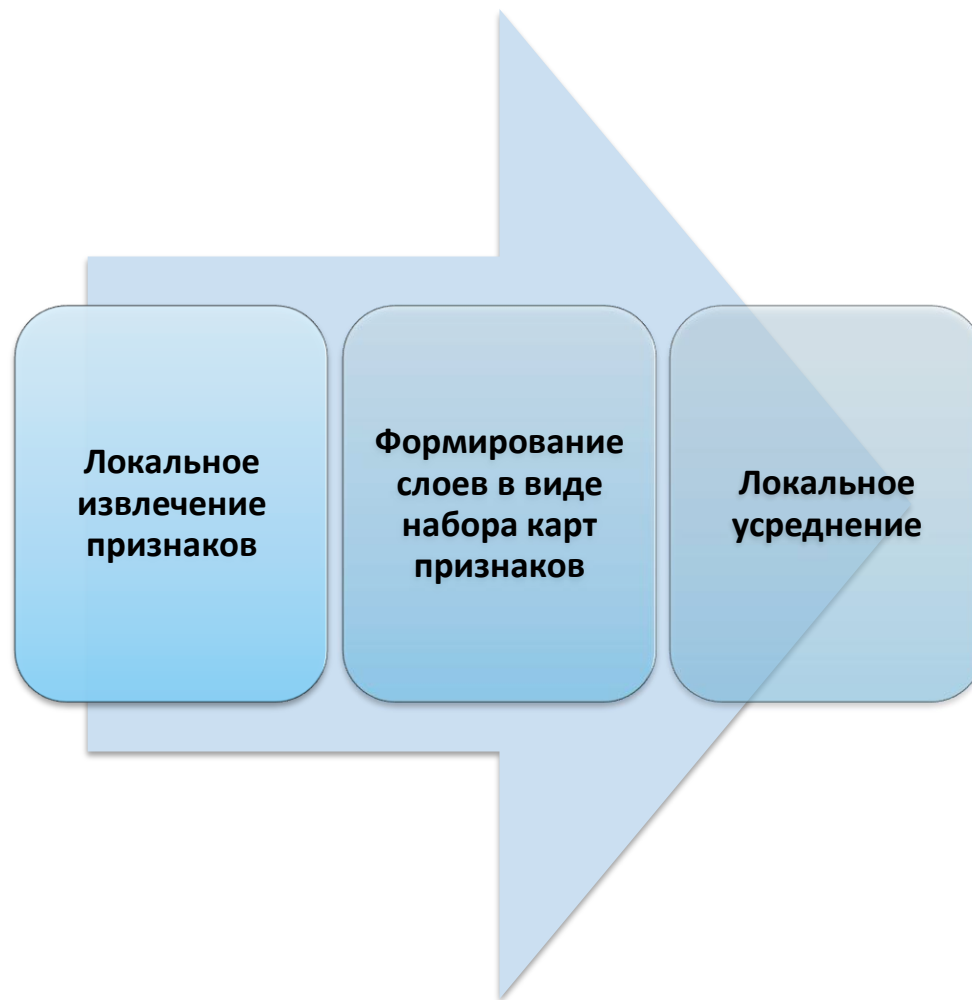 Локальное
извлечение
признаков
Формирование
слоев в виде
набора карт
признаков
Локальное
усреднение